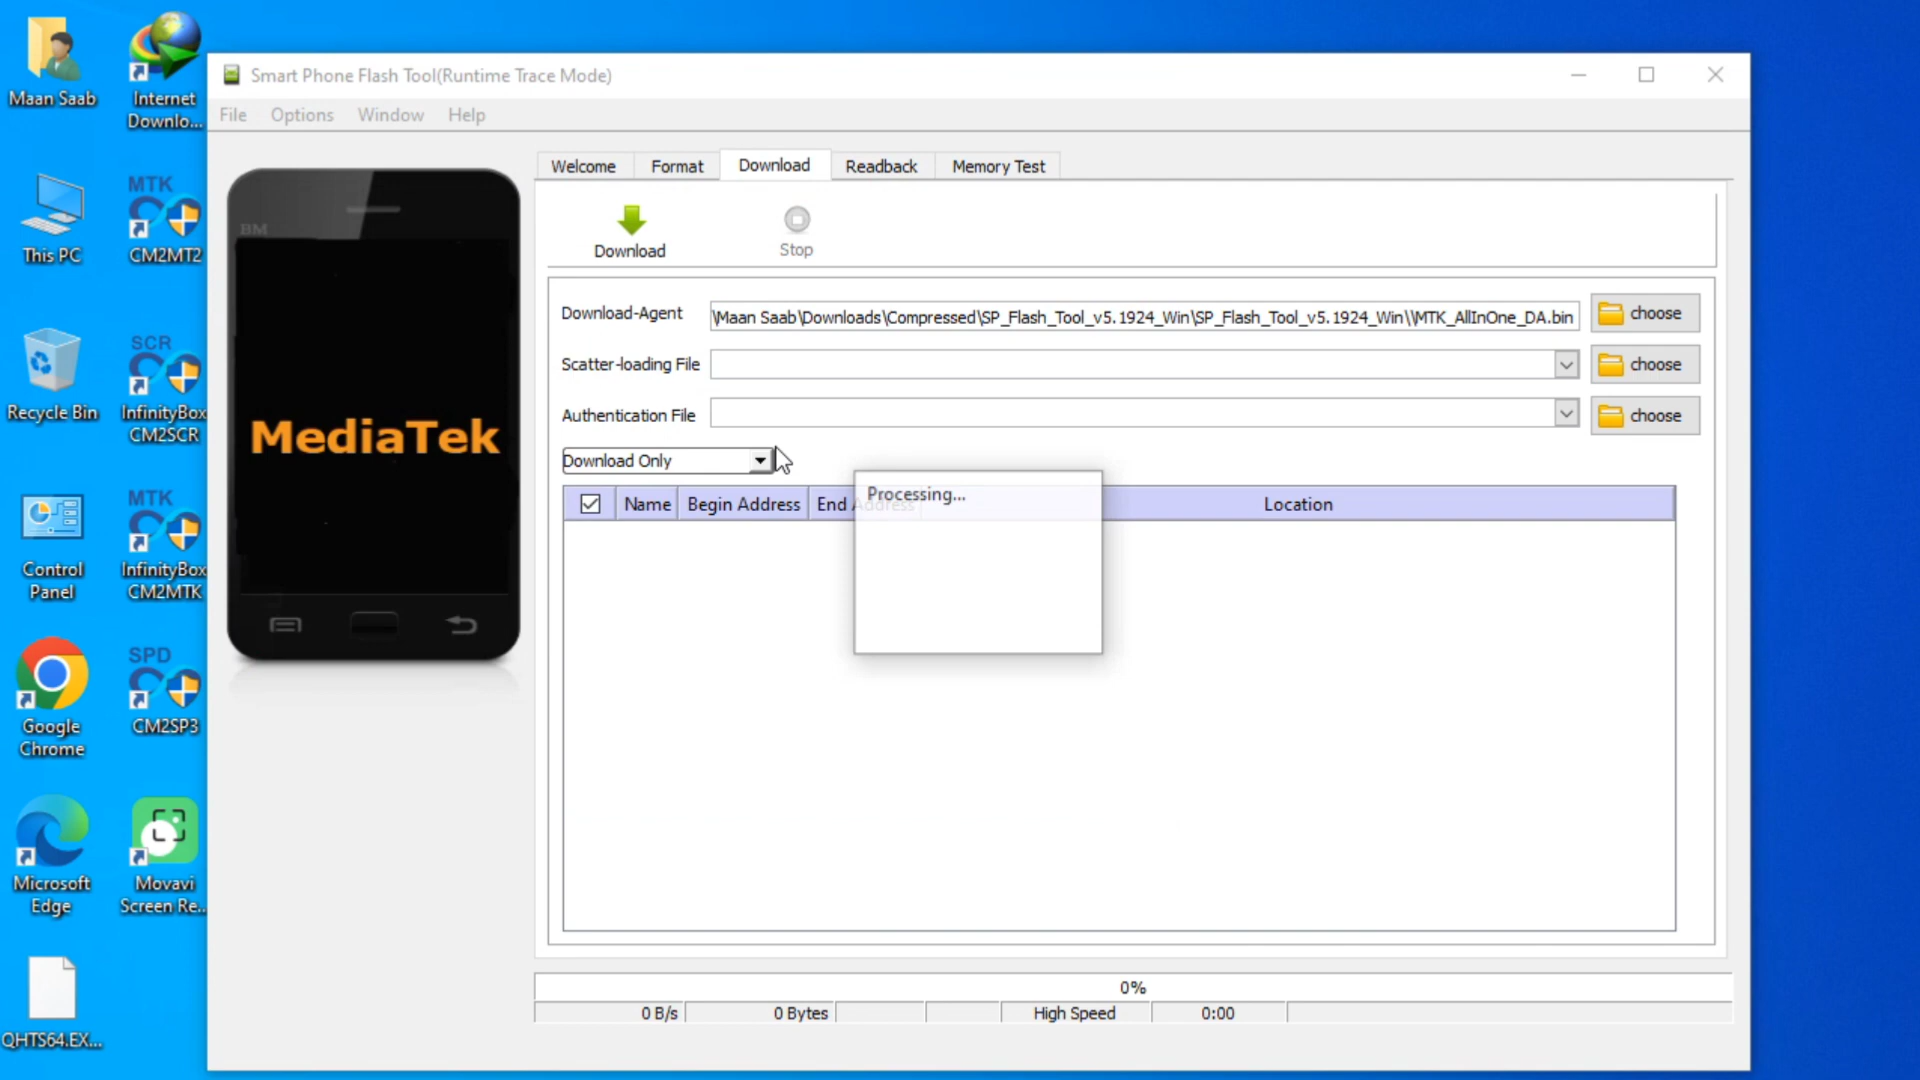 Maan Saab
Internet
Downlo...
This PC
MTK
CM2MT2
Recycle Bin
SCR
InfinityBox
CM2SCR
Control
Panel
MTK
InfinityBox
CM2MTK
Google
Chrome
SPD
CM2SP3
Microsoft
Edge
Movavi
Screen Re...
QHTS64.EX...
Smart Phone Flash Tool(Runtime Trace Mode)
File Options Window Help
BM
MediaTek
Welcome Format Download Readback Memory Test
Download Stop
Download-Agent \Maan Saab\Downloads\Compressed\SP_Flash_Tool_v5.1924_Win\SP_Flash_Tool_v5.1924_Win\\MTK_AllInOne_DA.bin choose
Scatter-loading File choose
Authentication File choose
Download Only
Processing...
Name Begin Address End Address Location
0%
0 B/s 0 Bytes High Speed 0:00